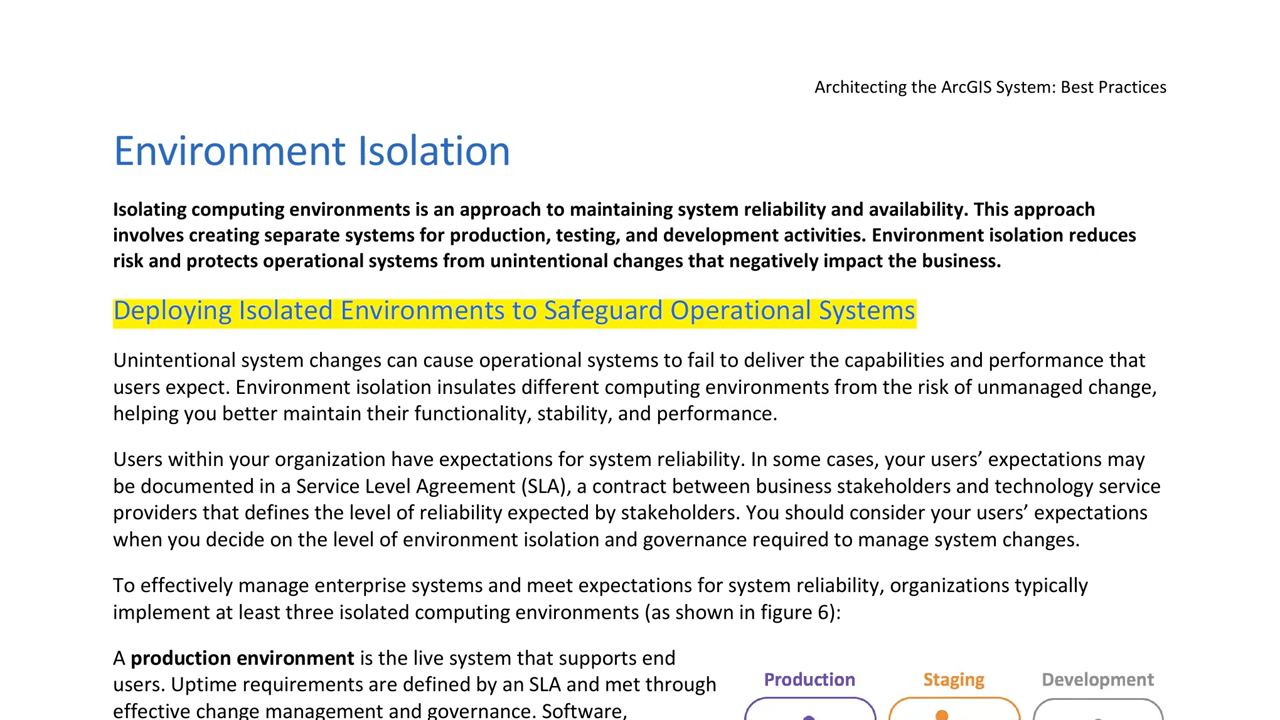 Architecting the ArcGIS System: Best Practices
Environment Isolation
Isolating computing environments is an approach to maintaining system reliability and availability. This approach
involves creating separate systems for production, testing, and development activities. Environment isolation reduces
risk and protects operational systems from unintentional changes that negatively impact the business.
Deploying Isolated Environments to Safeguard Operational Systems
Unintentional system changes can cause operational systems to fail to deliver the capabilities and performance that
users expect. Environment isolation insulates different computing environments from the risk of unmanaged change,
helping you better maintain their functionality, stability, and performance.
Users within your organization have expectations for system reliability. In some cases, your users’ expectations may
be documented in a Service Level Agreement (SLA), a contract between business stakeholders and technology service
providers that defines the level of reliability expected by stakeholders. You should consider your users’ expectations
when you decide on the level of environment isolation and governance required to manage system changes.
To effectively manage enterprise systems and meet expectations for system reliability, organizations typically
implement at least three isolated computing environments (as shown in figure 6):
A production environment is the live system that supports end
users. Uptime requirements are defined by an SLA and met through
effective change management and governance. Software,
Production
Staging
Development